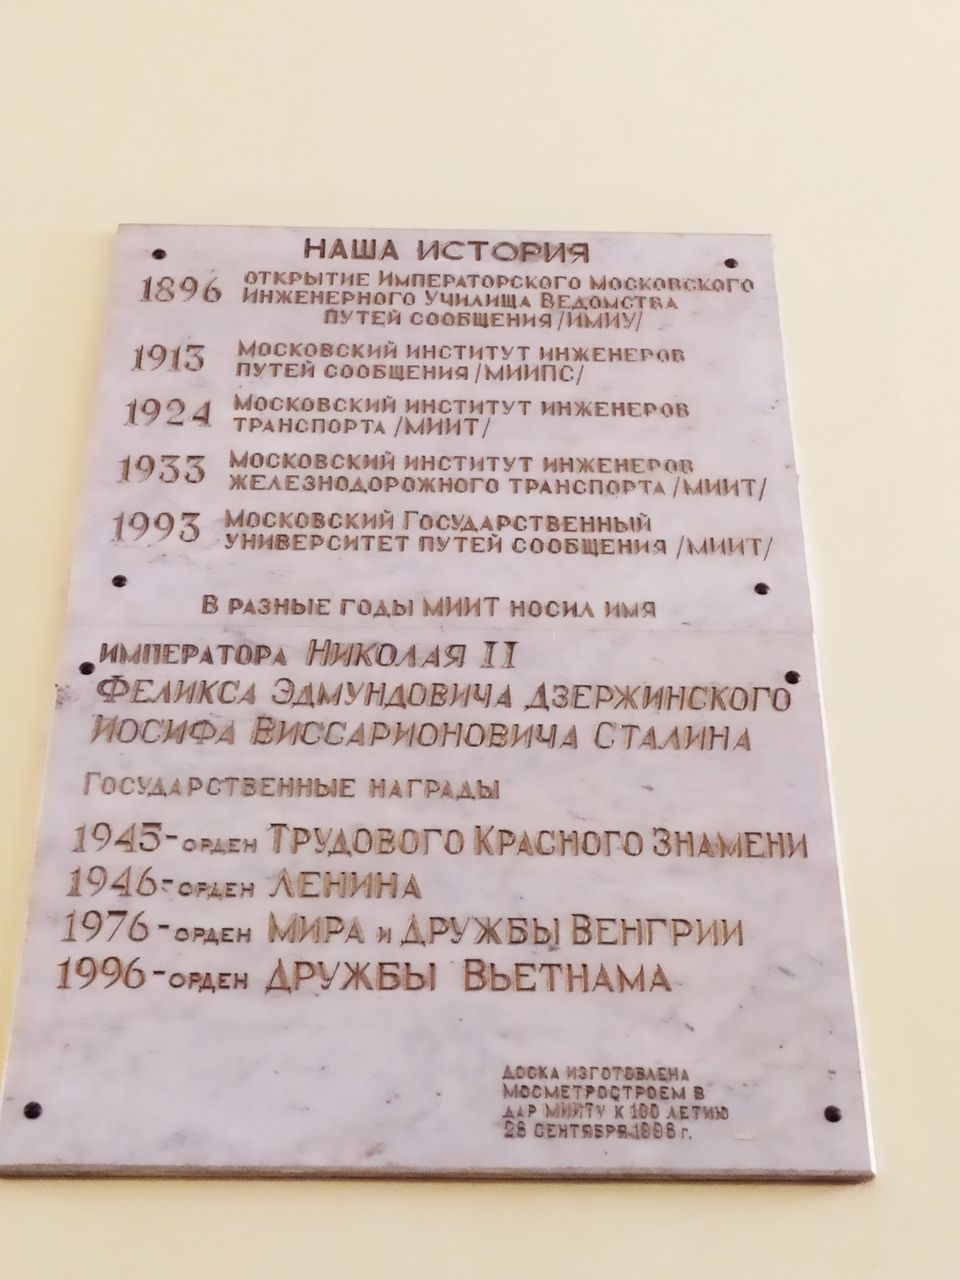 НАША ИСТОРИЯ
1896 ОТКРЫТИЕ ИМПЕРАТОРСКОГО МОСКОВСКОГО
ИНЖЕНЕРНОГО УЧИЛИЩА ВЕДОМСТВА
ПУТЕЙ СООБЩЕНИЯ /ИМИУ/
1913 МОСКОВСКИЙ ИНСТИТУТ ИНЖЕНЕРОВ
ПУТЕЙ СООБЩЕНИЯ /МИИПС/
1924 МОСКОВСКИЙ ИНСТИТУТ ИНЖЕНЕРОВ
ТРАНСПОРТА /МИИТ/
1933 МОСКОВСКИЙ ИНСТИТУТ ИНЖЕНЕРОВ
ЖЕЛЕЗНОДОРОЖНОГО ТРАНСПОРТА /МИИТ/
1993 МОСКОВСКИЙ ГОСУДАРСТВЕННЫЙ
УНИВЕРСИТЕТ ПУТЕЙ СООБЩЕНИЯ /МИИТ/
В РАЗНЫЕ ГОДЫ МИИТ НОСИЛ ИМЯ
ИМПЕРАТОРА НИКОЛАЯ II
ФЕЛИКСА ЭДМУНДОВИЧА ДЗЕРЖИНСКОГО
ИОСИФА ВИССАРИОНОВИЧА СТАЛИНА
ГОСУДАРСТВЕННЫЕ НАГРАДЫ
1945-ОРДЕН ТРУДОВОГО КРАСНОГО ЗНАМЕНИ
1946-ОРДЕН ЛЕНИНА
1976-ОРДЕН МИРА И ДРУЖБЫ ВЕНГРИИ
1996-ОРДЕН ДРУЖБЫ ВЬЕТНАМА
ДОСКА ИЗГОТОВЛЕНА
МОСМЕТРОСТРОЕМ В
ДАР МИИТУ К 100 ЛЕТИЮ
28 СЕНТЯБРЯ 1996 г.